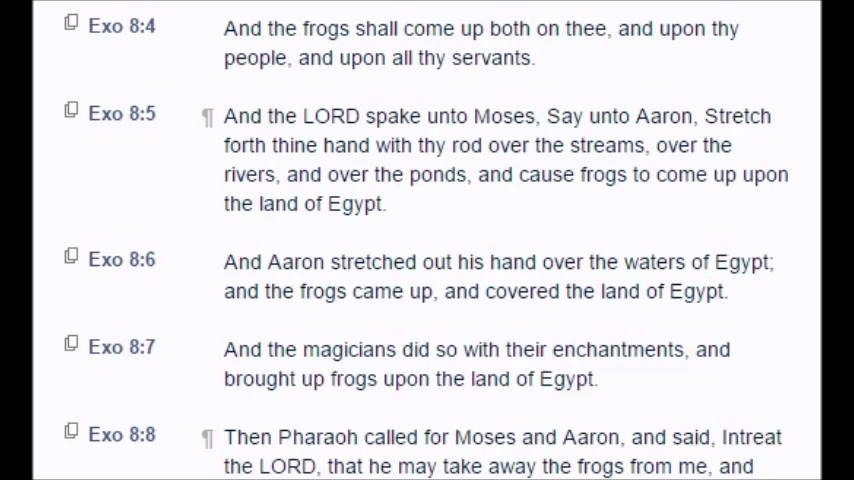 Exo 8:4 And the frogs shall come up both on thee, and upon thy
people, and upon all thy servants.
Exo 8:5 ¶ And the LORD spake unto Moses, Say unto Aaron, Stretch
forth thine hand with thy rod over the streams, over the
rivers, and over the ponds, and cause frogs to come up upon
the land of Egypt.
Exo 8:6 And Aaron stretched out his hand over the waters of Egypt;
and the frogs came up, and covered the land of Egypt.
Exo 8:7 And the magicians did so with their enchantments, and
brought up frogs upon the land of Egypt.
Exo 8:8 ¶ Then Pharaoh called for Moses and Aaron, and said, Intreat
the LORD, that he may take away the frogs from me, and